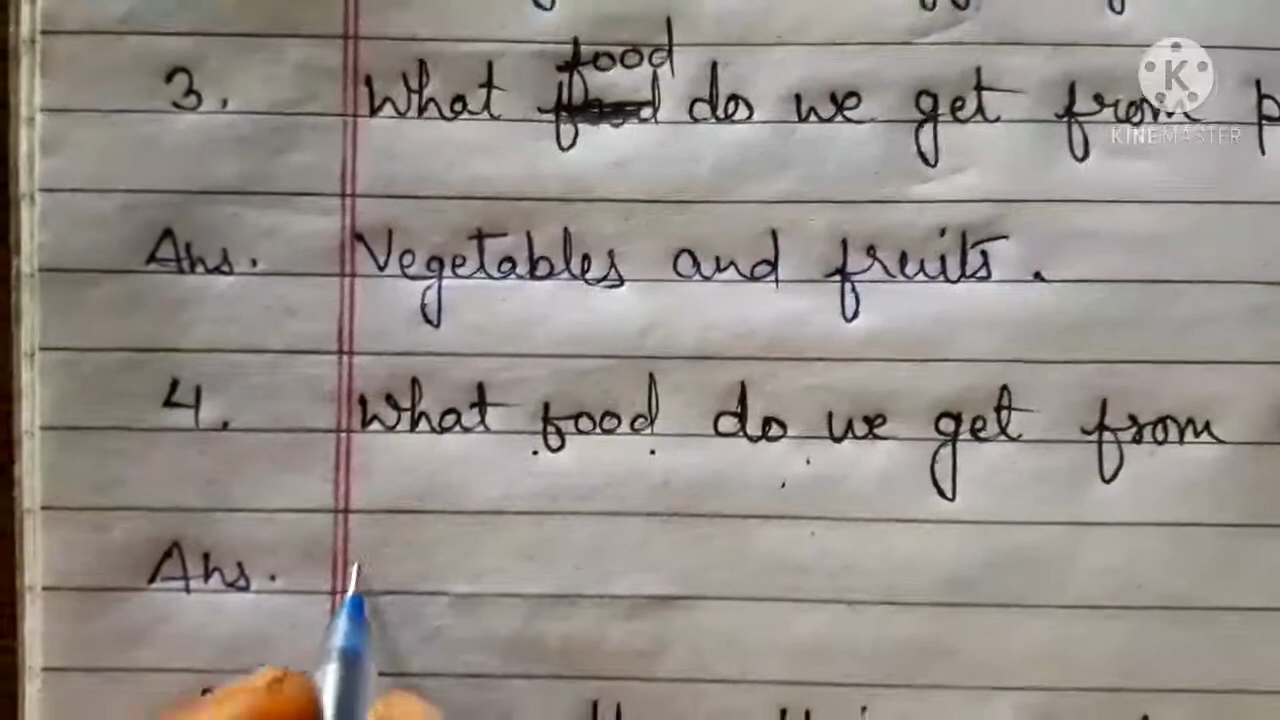 food
3. What do we get from
KINEMASTER
Ans. Vegetables and fruits.
4. What food do we get from
Ans.